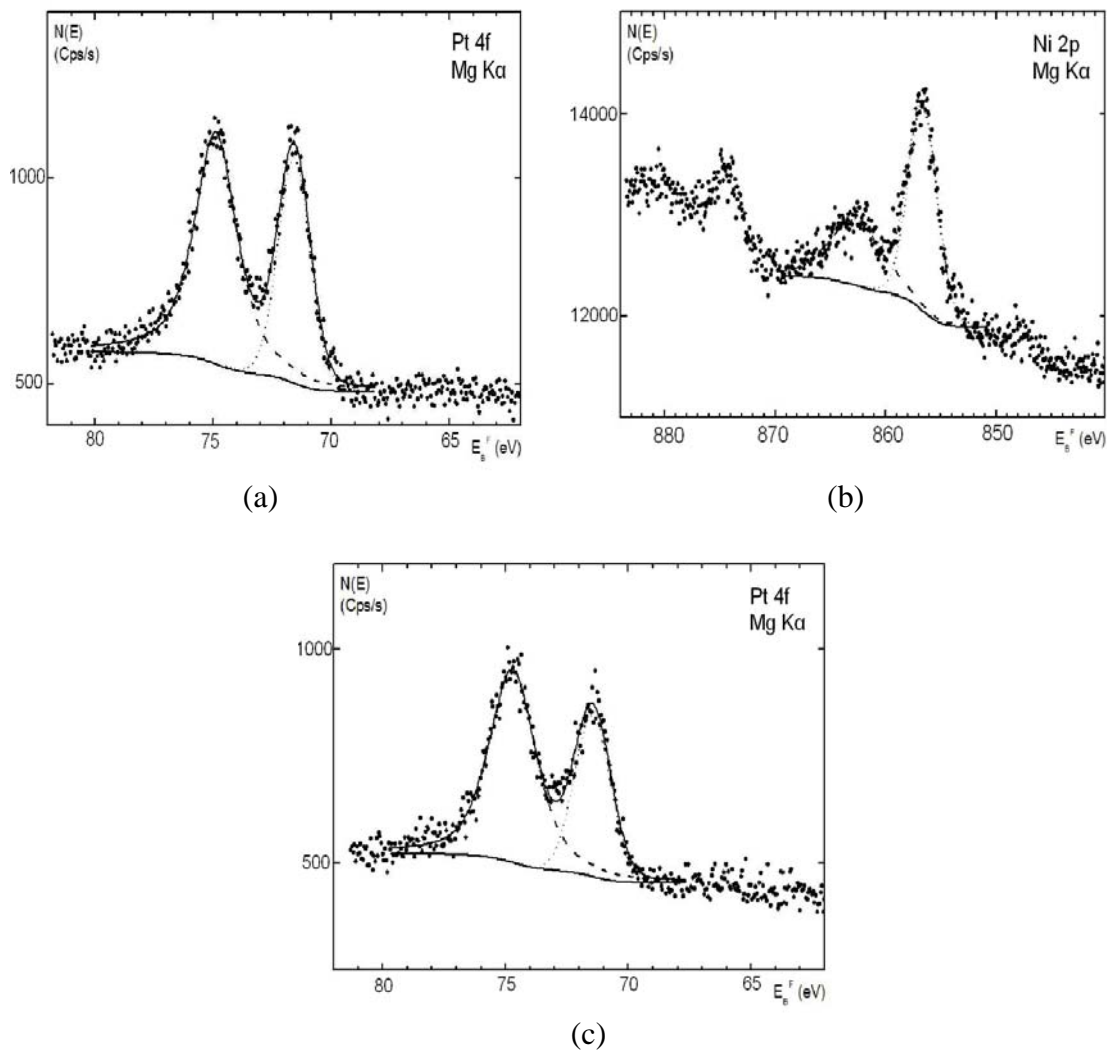 N(E)
(Cps/s)
Pt 4f
Mg Kα
1000
500
80
75
70
65
E_B^F (eV)
(a)
N(E)
(Cps/s)
Ni 2p
Mg Kα
14000
12000
880
870
860
850
E_B^F (eV)
(b)
N(E)
(Cps/s)
Pt 4f
Mg Kα
1000
500
80
75
70
65
E_B^F (eV)
(c)